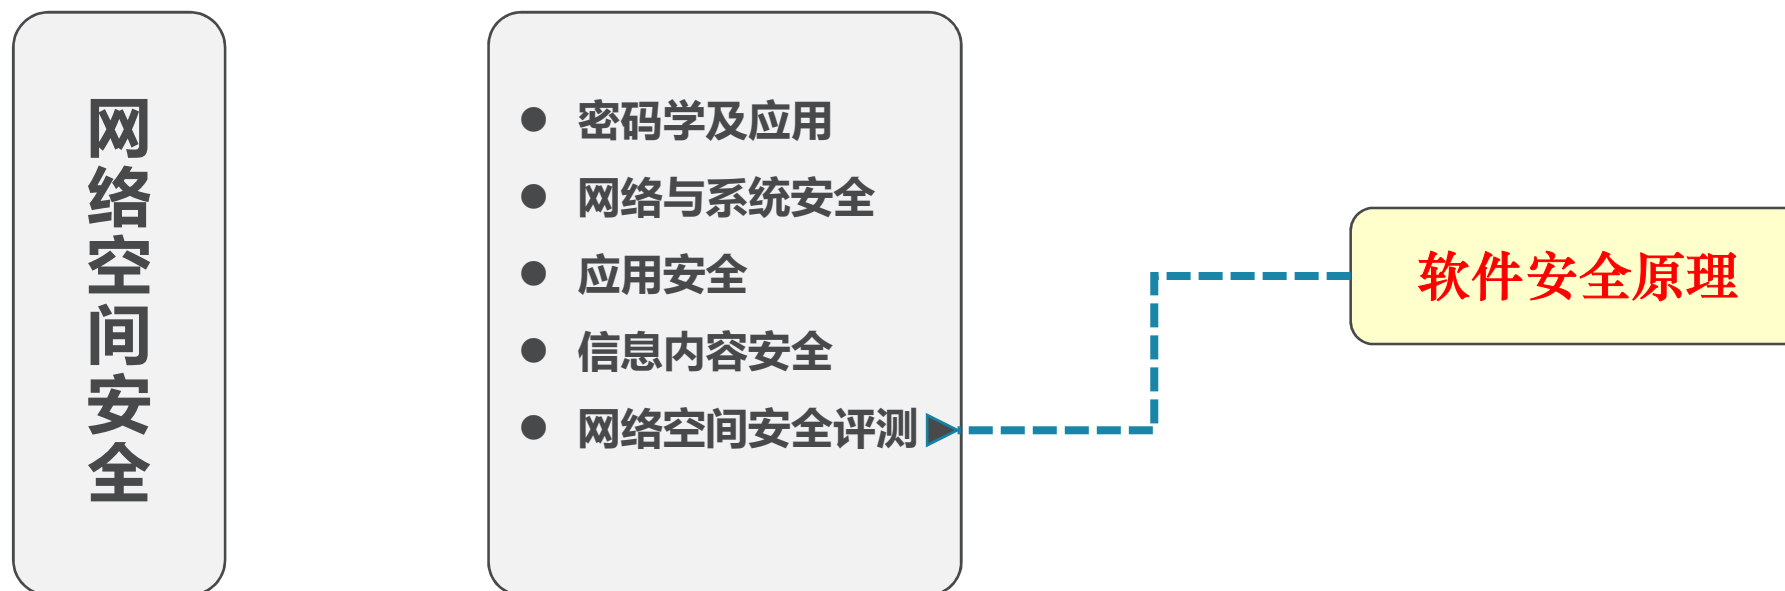 网络空间安全
密码学及应用
网络与系统安全
应用安全
信息内容安全
网络空间安全评测
软件安全原理